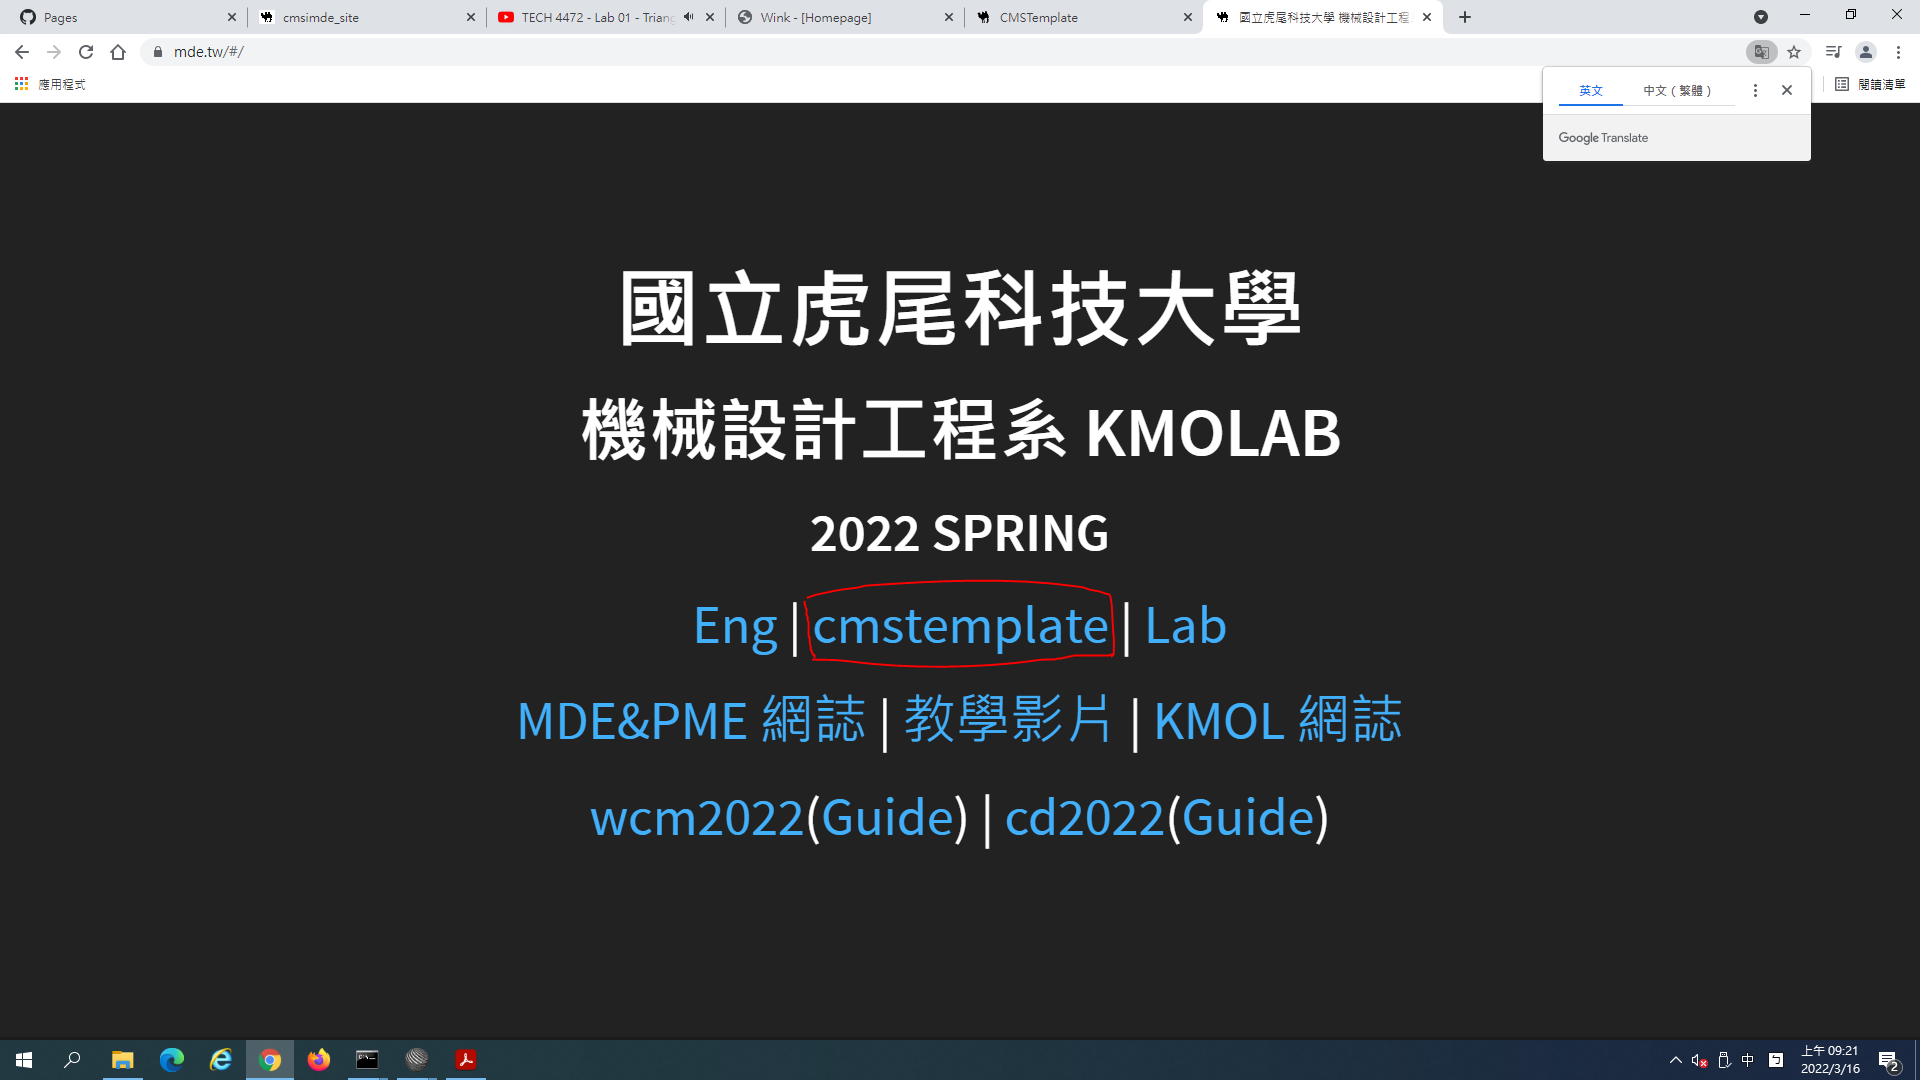 Pages
cmsimde_site
TECH 4472 - Lab 01 - Triang
Wink - [Homepage]
CMSTemplate
國立虎尾科技大學 機械設計工程
mde.tw/#/
應用程式
閱讀清單
英文
中文（繁體）
Google Translate
國立虎尾科技大學
機械設計工程系 KMOLAB
2022 SPRING
Eng | cmstemplate | Lab
MDE&PME 網誌 | 教學影片 | KMOL 網誌
wcm2022(Guide) | cd2022(Guide)
中
ㄅ
上午 09:21
2022/3/16
2